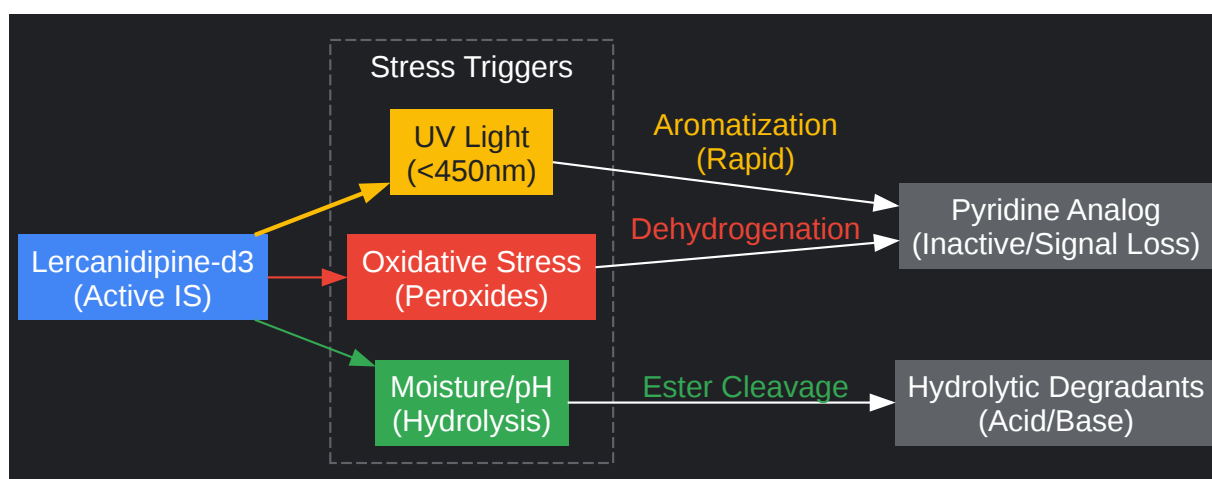 Stress Triggers
UV Light
(<450nm)
Aromatization
(Rapid)
Pyridine Analog
(Inactive/Signal Loss)
Dehydrogenation
Lercanidipine-d3
(Active IS)
Oxidative Stress
(Peroxides)
Moisture/pH
(Hydrolysis)
Ester Cleavage
Hydrolytic Degradants
(Acid/Base)